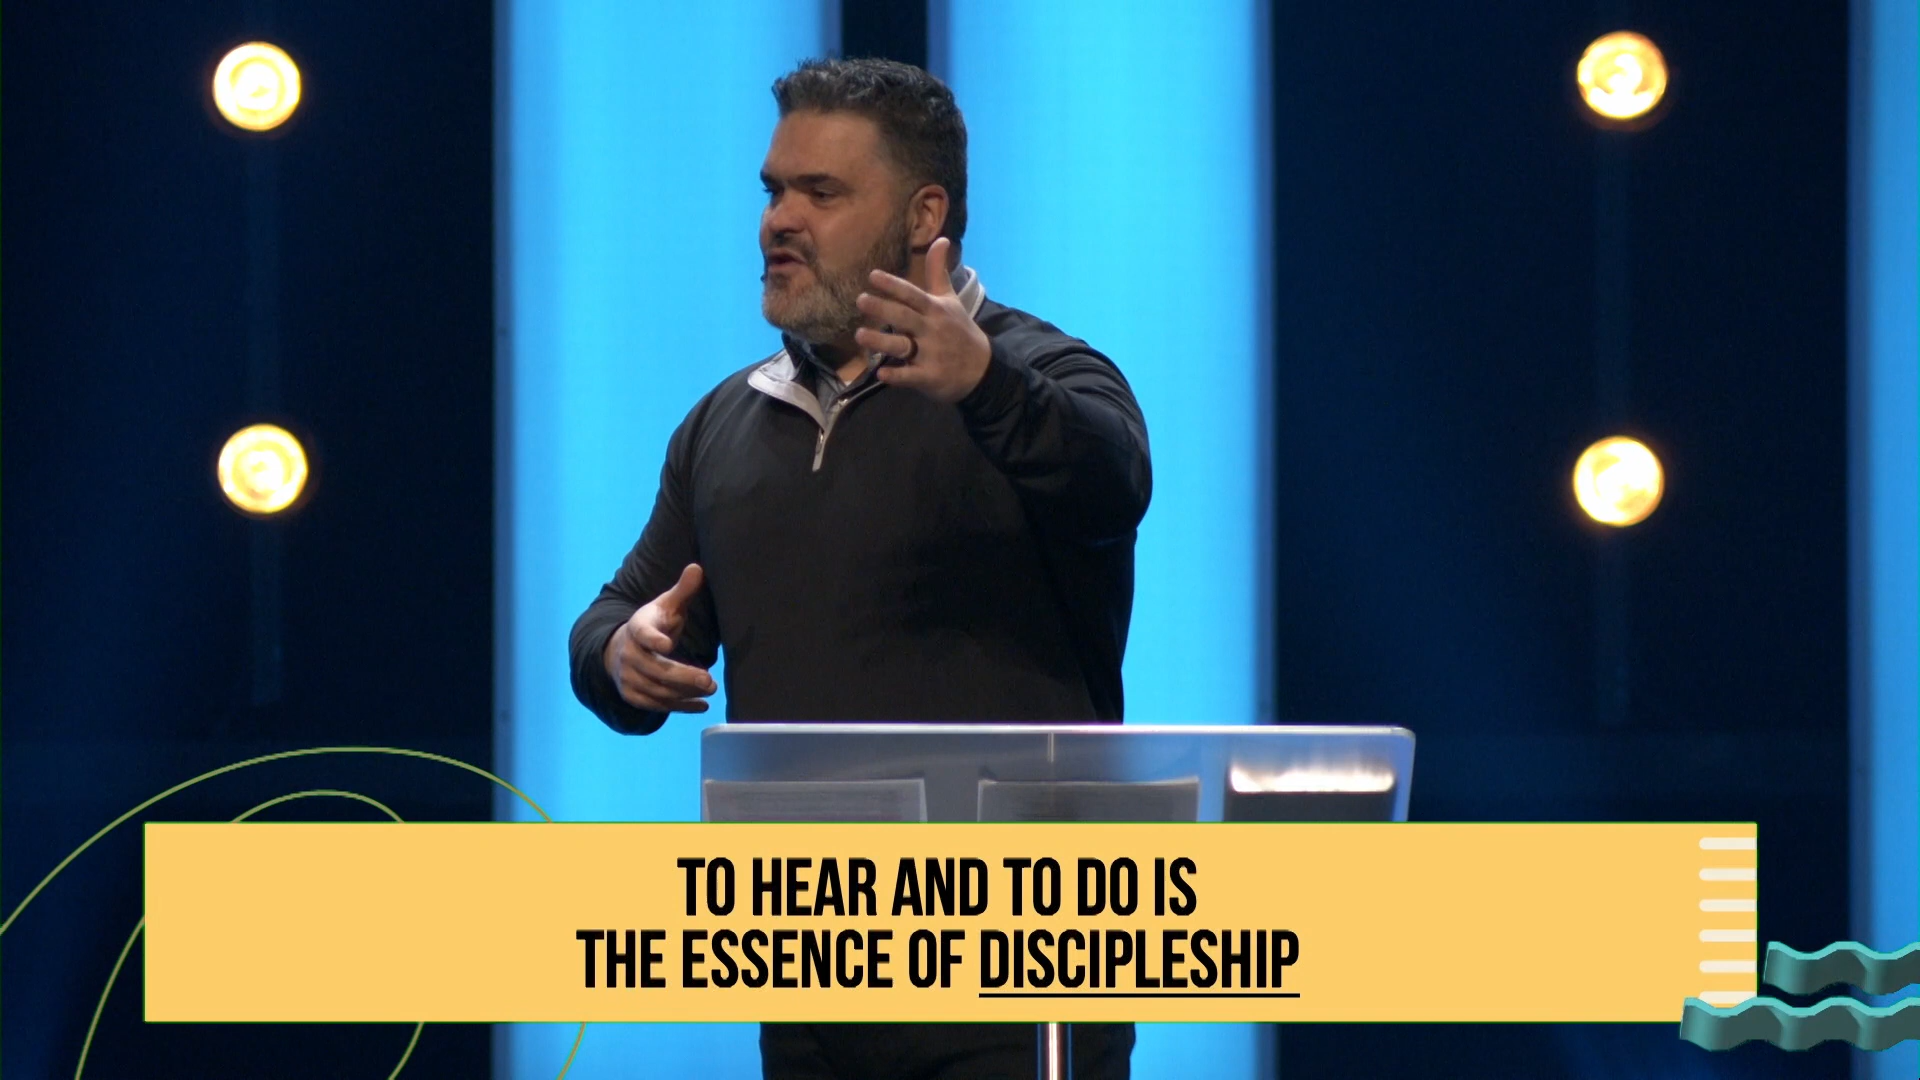 TO HEAR AND TO DO IS
THE ESSENCE OF DISCIPLESHIP